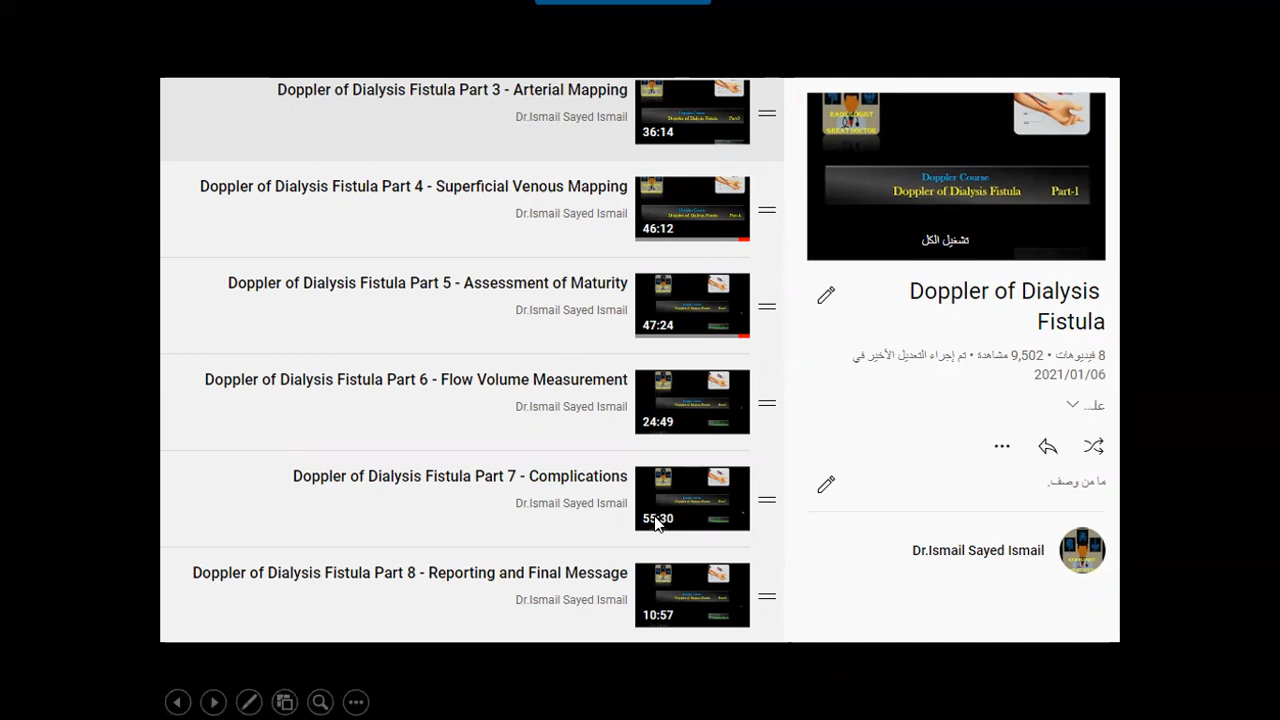 Doppler of Dialysis Fistula Part 3 - Arterial Mapping
Dr.Ismail Sayed Ismail
36:14
Doppler of Dialysis Fistula Part 4 - Superficial Venous Mapping
Dr.Ismail Sayed Ismail
46:12
Doppler of Dialysis Fistula Part 5 - Assessment of Maturity
Dr.Ismail Sayed Ismail
47:24
Doppler of Dialysis Fistula Part 6 - Flow Volume Measurement
Dr.Ismail Sayed Ismail
24:49
Doppler of Dialysis Fistula Part 7 - Complications
Dr.Ismail Sayed Ismail
55:30
Doppler of Dialysis Fistula Part 8 - Reporting and Final Message
Dr.Ismail Sayed Ismail
10:57
RADIOLOGIST
GREAT DOCTOR
Doppler Course
Doppler of Dialysis Fistula Part-1
تشغيل الكل
Doppler of Dialysis
Fistula
8 فيديوهات • 9,502 مشاهدة • تم إجراء التعديل الأخير في
2021/01/06
علـ...
ما من وصف.
Dr.Ismail Sayed Ismail